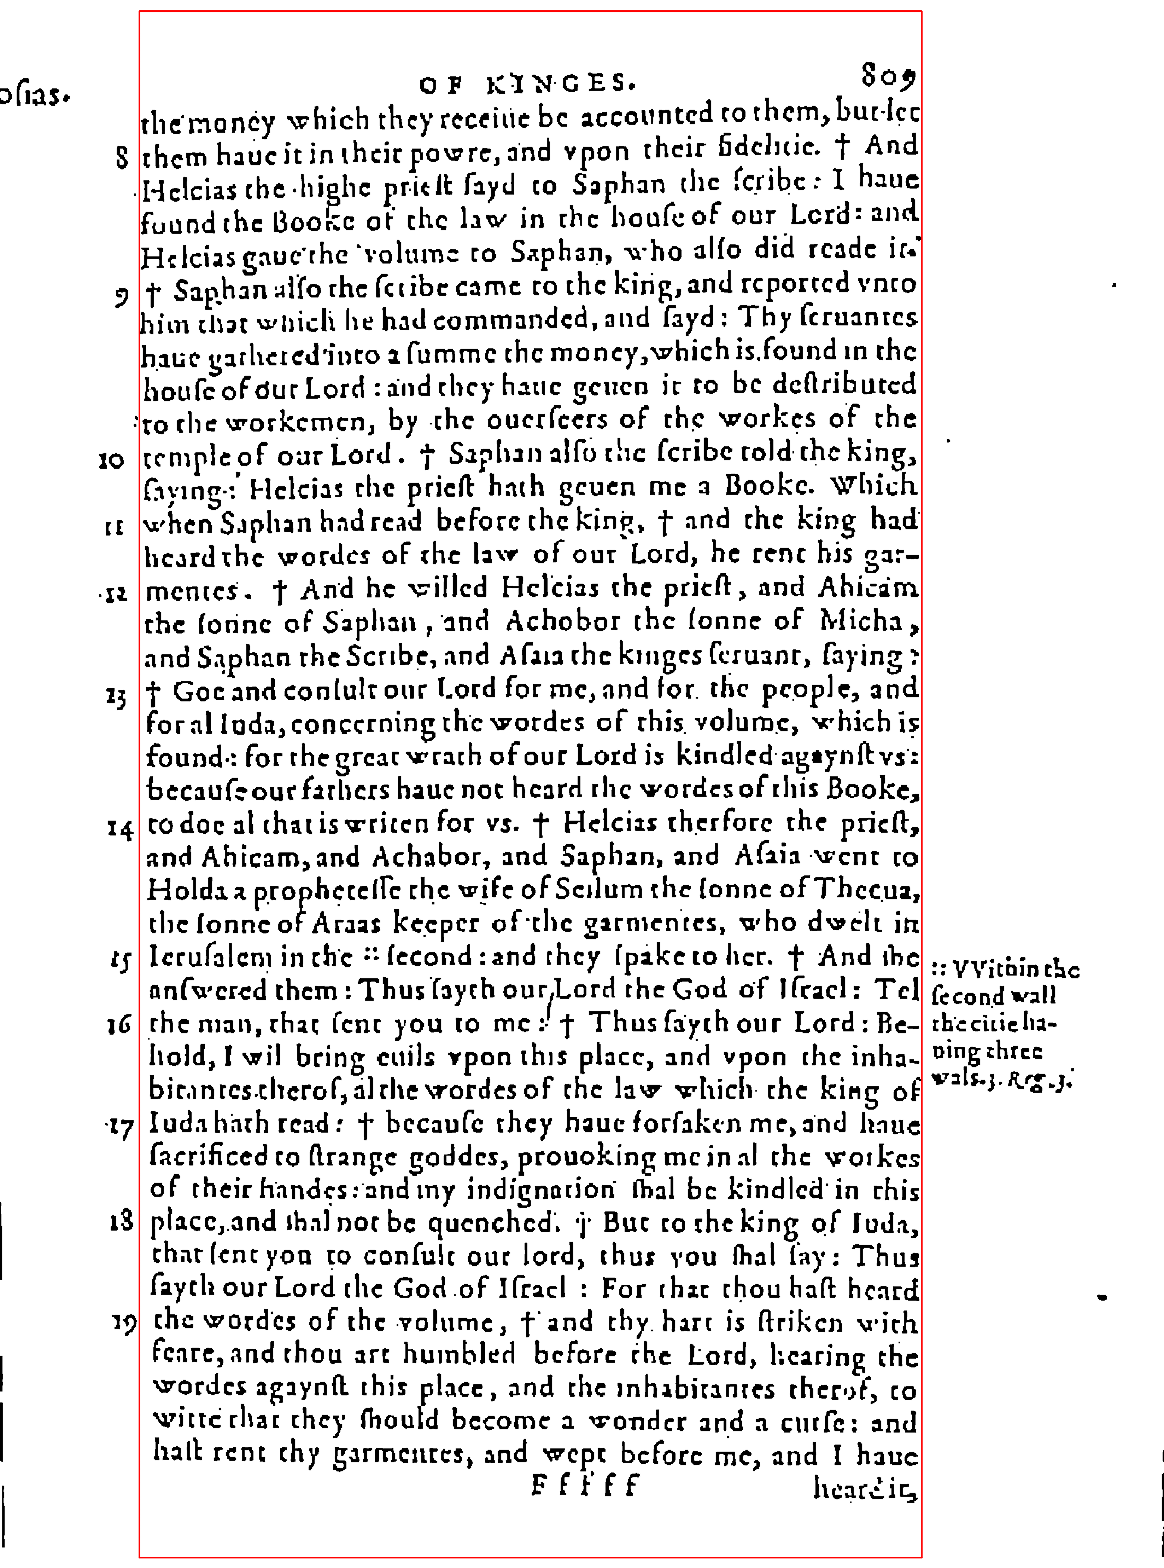 OF KINGES.
809
osias.
the money which they receiue be accounted to them, but let
8 them haue it in their powre, and vpon their fidelitie. † And
Helcias the highe prieſt ſayd to Saphan the ſcribe: I haue
found the Booke of the law in the houſe of our Lord: and
Helcias gaue the volume to Saphan, who alſo did reade it.
9 † Saphan alſo the ſcribe came to the king, and reported vnto
him that which he had commanded, and ſayd: Thy ſeruantes
haue gathered into a ſumme the money, which is found in the
houſe of our Lord: and they haue geuen it to be deſtributed
to the workemen, by the ouerſeers of the workes of the
10 temple of our Lord. † Saphan alſo the ſcribe told the king,
ſaying: Helcias the prieſt hath geuen me a Booke. Which
11 when Saphan had read before the king, † and the king had
heard the wordes of the law of our Lord, he rent his gar-
12 mentes. † And he willed Helcias the prieſt, and Ahicam
the ſonne of Saphan, and Achobor the ſonne of Micha,
and Saphan the Scribe, and Aſaia the kinges ſeruant, ſaying:
13 † Goe and conſult our Lord for me, and for the people, and
for al Iuda, concerning the wordes of this volume, which is
found: for the great wrath of our Lord is kindled agaynſt vs:
becauſe our fathers haue not heard the wordes of this Booke,
14 to doe al that is writen for vs. † Helcias therfore the prieſt,
and Ahicam, and Achabor, and Saphan, and Aſaia went to
Holda a propheteſſe the wife of Sellum the ſonne of Thecua,
the ſonne of Araas keeper of the garmentes, who dwelt in
15 Ieruſalem in the :: ſecond: and they ſpake to her. † And ſhe
anſwered them: Thus ſayth our Lord the God of Iſrael: Tel
16 the man, that ſent you to me: † Thus ſayth our Lord: Be-
hold, I wil bring euils vpon this place, and vpon the inha-
bitantes therof, al the wordes of the law which the king of
17 Iuda hath read: † becauſe they haue forſaken me, and haue
ſacrificed to ſtrange goddes, prouoking me in al the workes
of their handes: and my indignation ſhal be kindled in this
18 place, and ſhal not be quenched. † But to the king of Iuda,
that ſent you to conſult our lord, thus you ſhal ſay: Thus
ſayth our Lord the God of Iſrael : For that thou haſt heard
19 the wordes of the volume, † and thy hart is ſtriken with
feare, and thou art humbled before the Lord, hearing the
wordes agaynſt this place, and the inhabitantes therof, to
witte that they ſhould become a wonder and a curſe: and
haſt rent thy garmentes, and wept before me, and I haue
F f f f f
heard it,
:: VVithin the
ſecond wall
the citie ha-
uing three
wals. 3. Reg. 3.